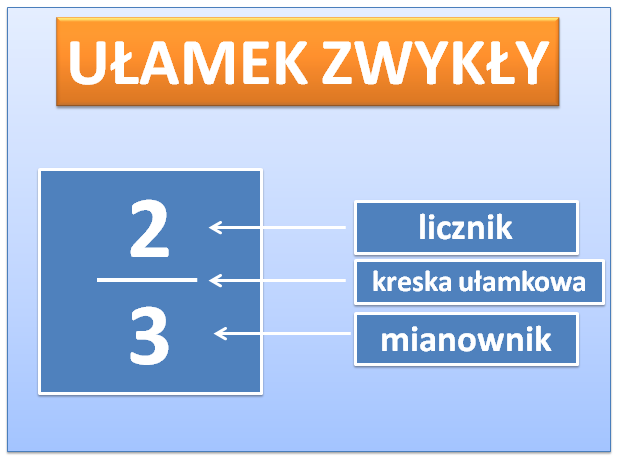 UŁAMEK ZWYKŁY
2
licznik
kreska ułamkowa
3
mianownik